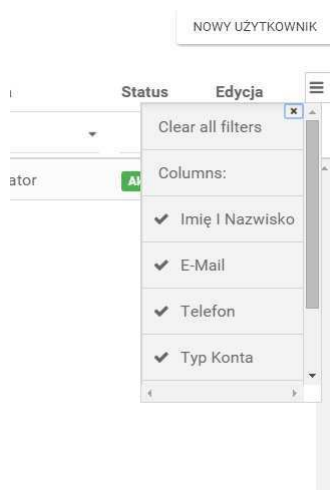 NOWY UŻYTKOWNIK
Status Edycja
Clear all filters
ator
Columns:
Imię I Nazwisko
E-Mail
Telefon
Typ Konta